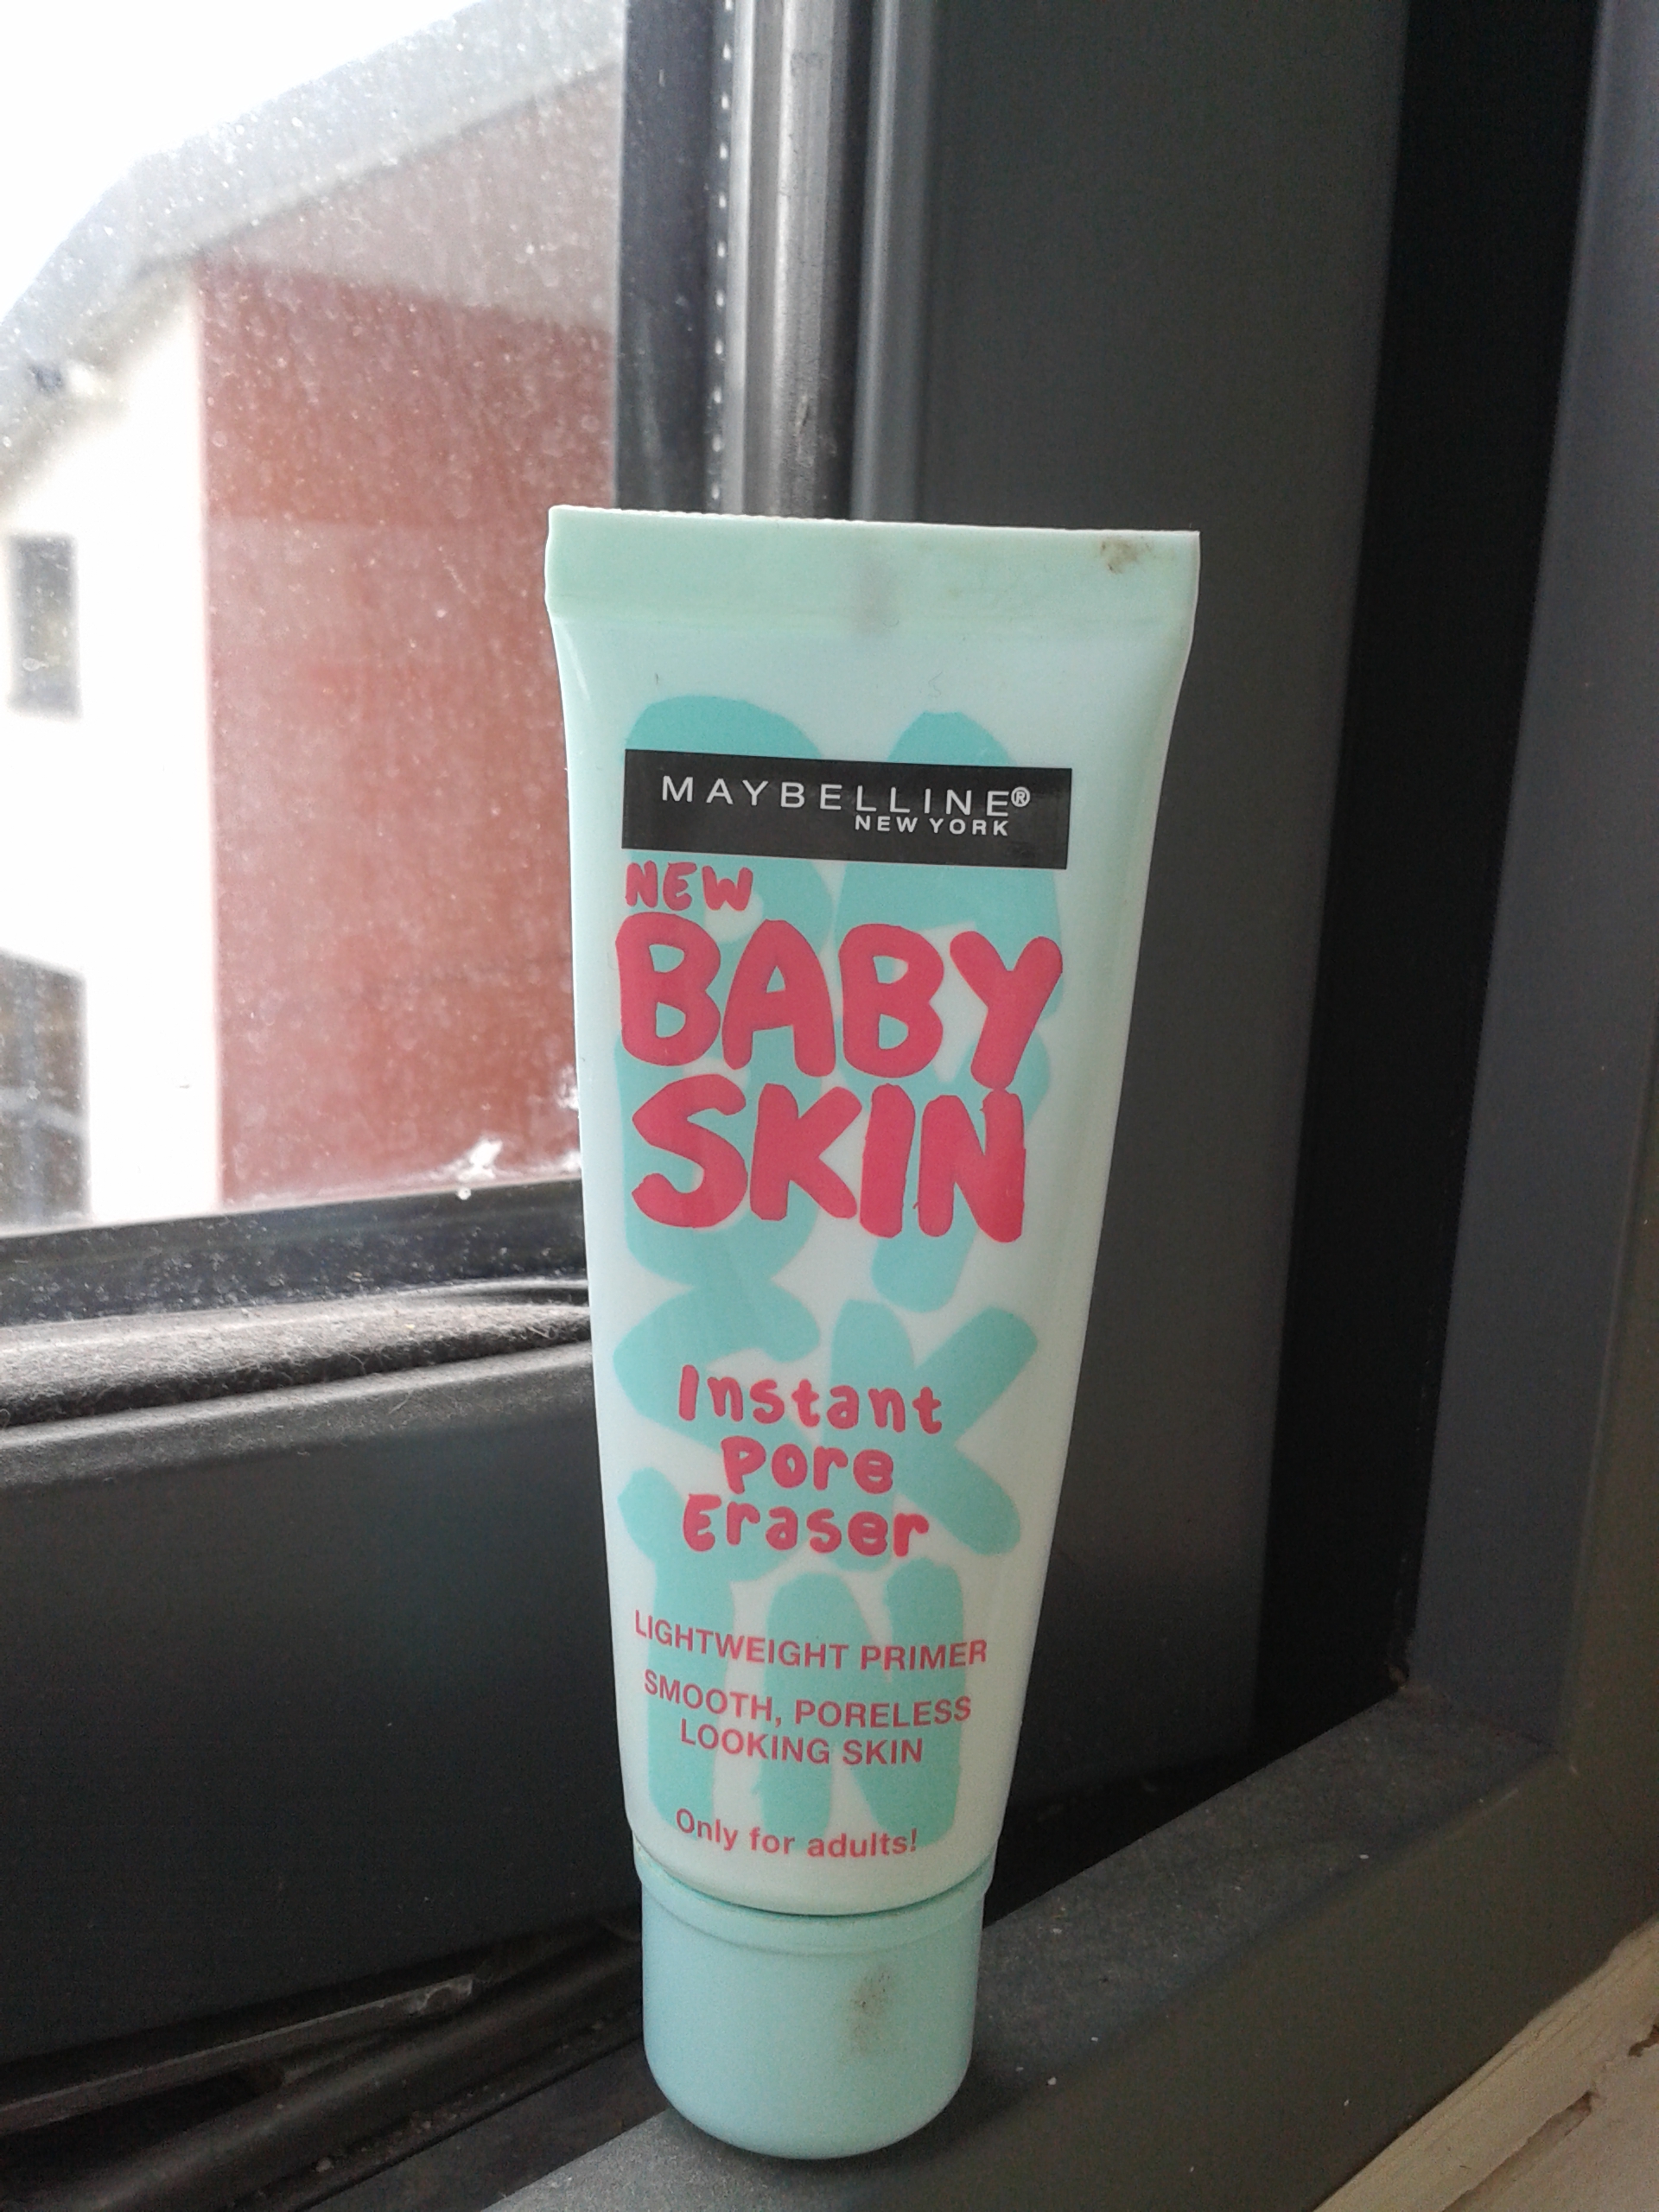 MAYBELLINE®
NEW YORK
NEW
BABY
SKIN
Instant
Pore
Eraser
LIGHTWEIGHT PRIMER
SMOOTH, PORELESS
LOOKING SKIN
Only for adults!